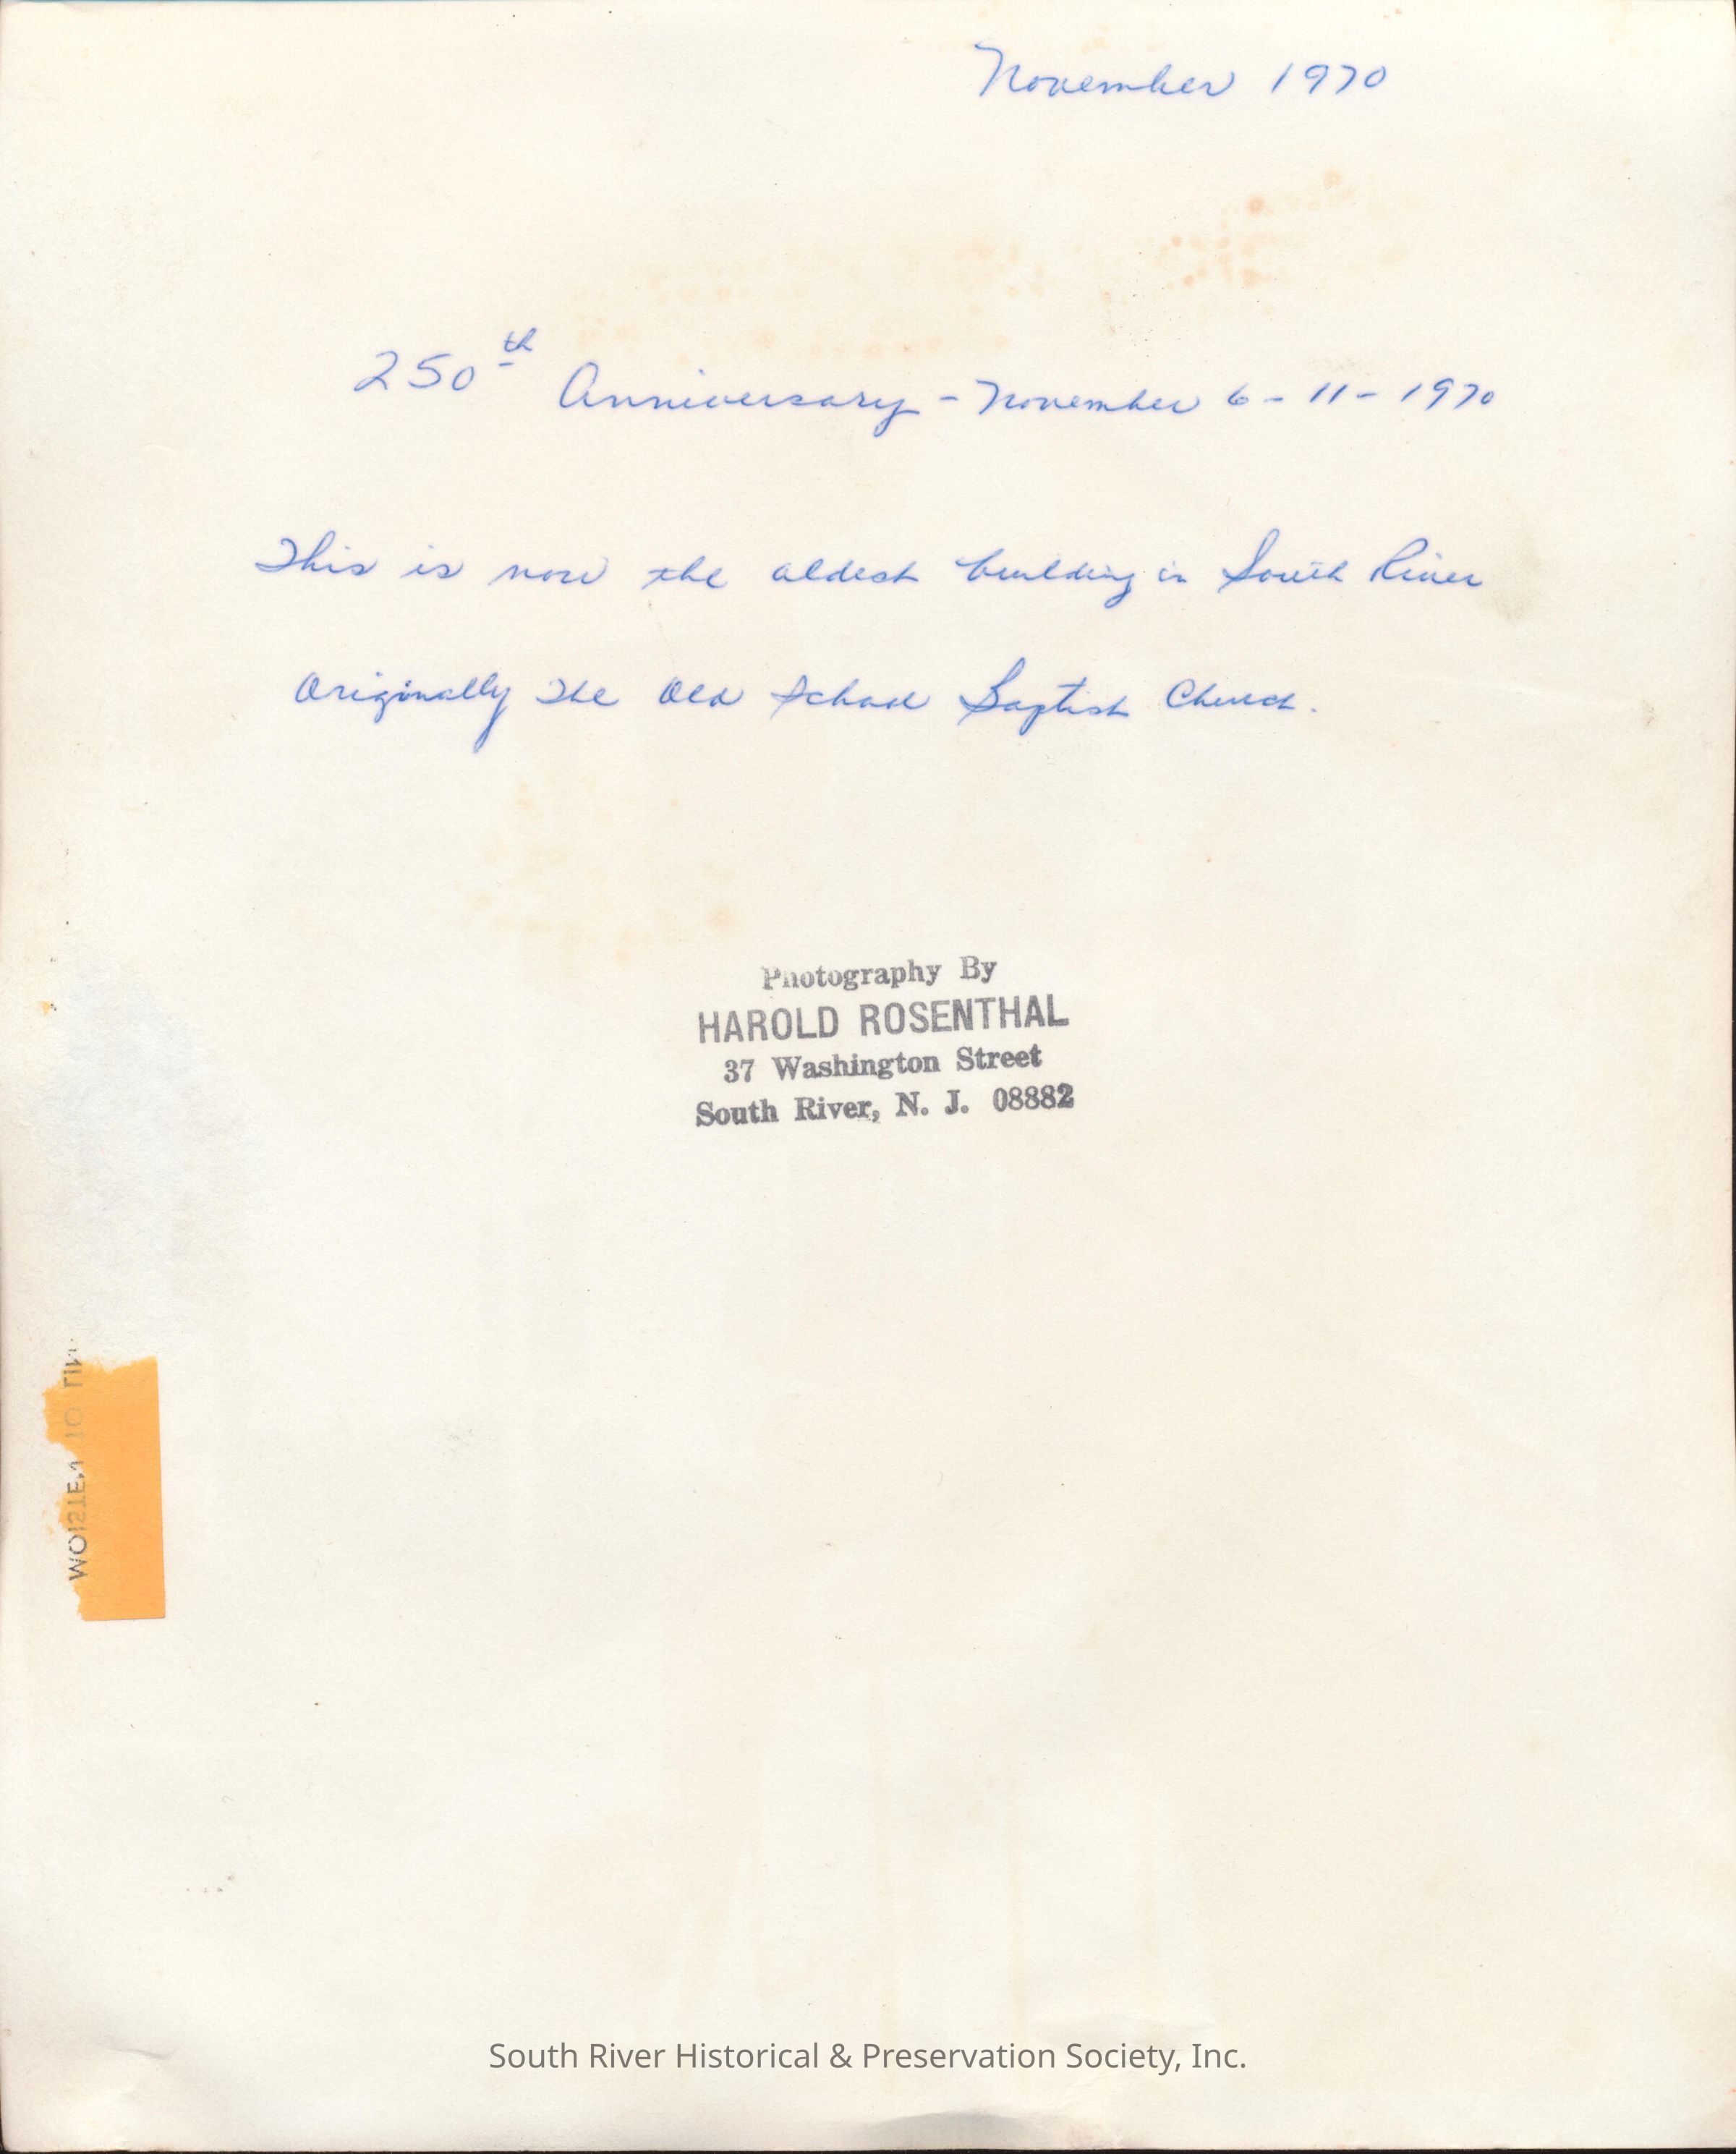 November 1970
250th Anniversary - November 6 - 11 - 1970
This is now the oldest building in South River
Originally The Old School Baptist Church.
Photography By
HAROLD ROSENTHAL
37 Washington Street
South River, N. J. 08882
MOISTEN TO
South River Historical & Preservation Society, Inc.